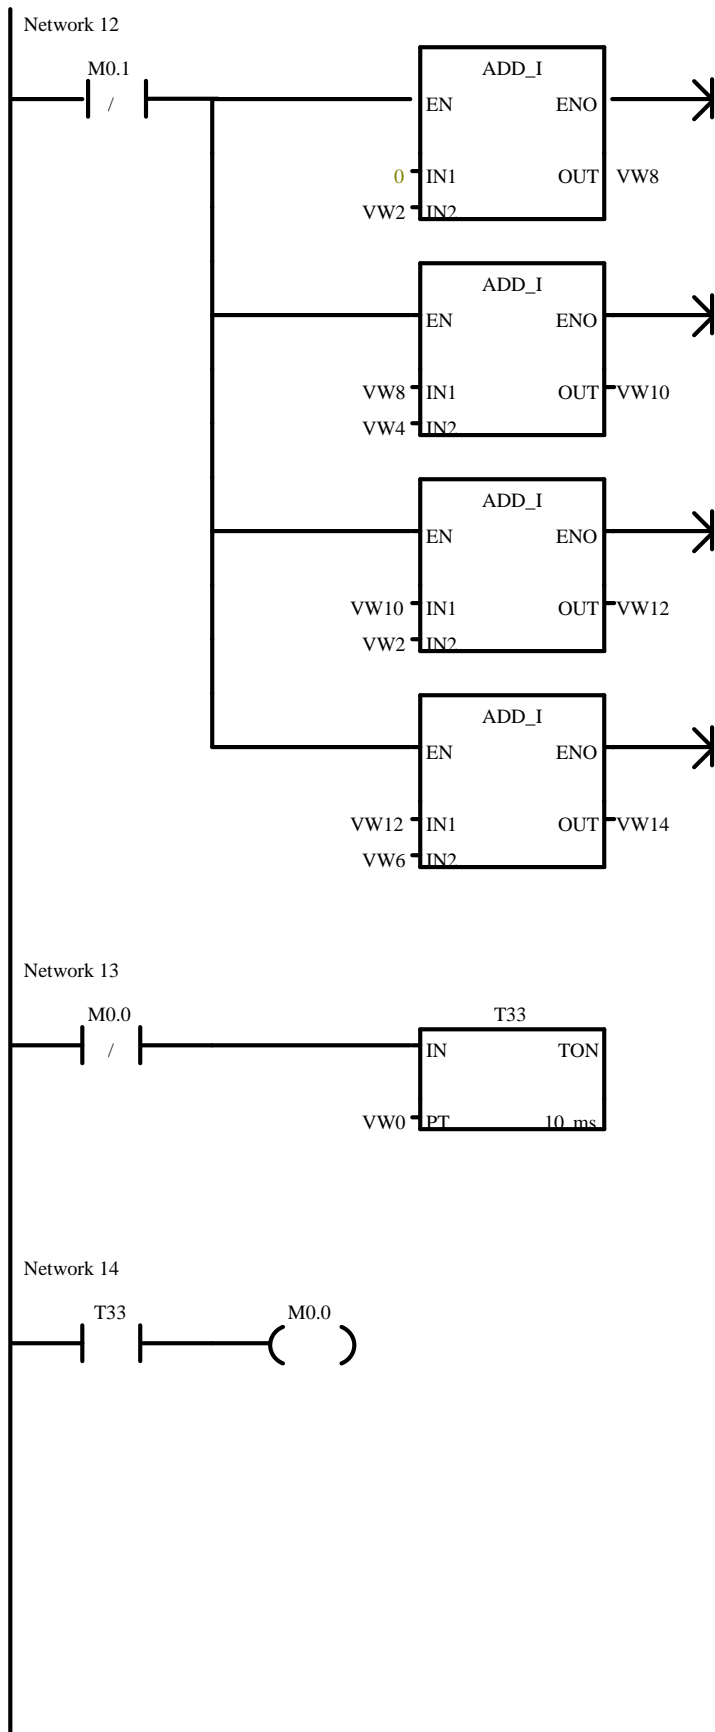 Network 12
M0.1
/
ADD_I
EN ENO
0 IN1 OUT VW8
VW2 IN2
ADD_I
EN ENO
VW8 IN1 OUT VW10
VW4 IN2
ADD_I
EN ENO
VW10 IN1 OUT VW12
VW2 IN2
ADD_I
EN ENO
VW12 IN1 OUT VW14
VW6 IN2
Network 13
M0.0 T33
/
IN TON
VW0 PT 10 ms
Network 14
T33 M0.0